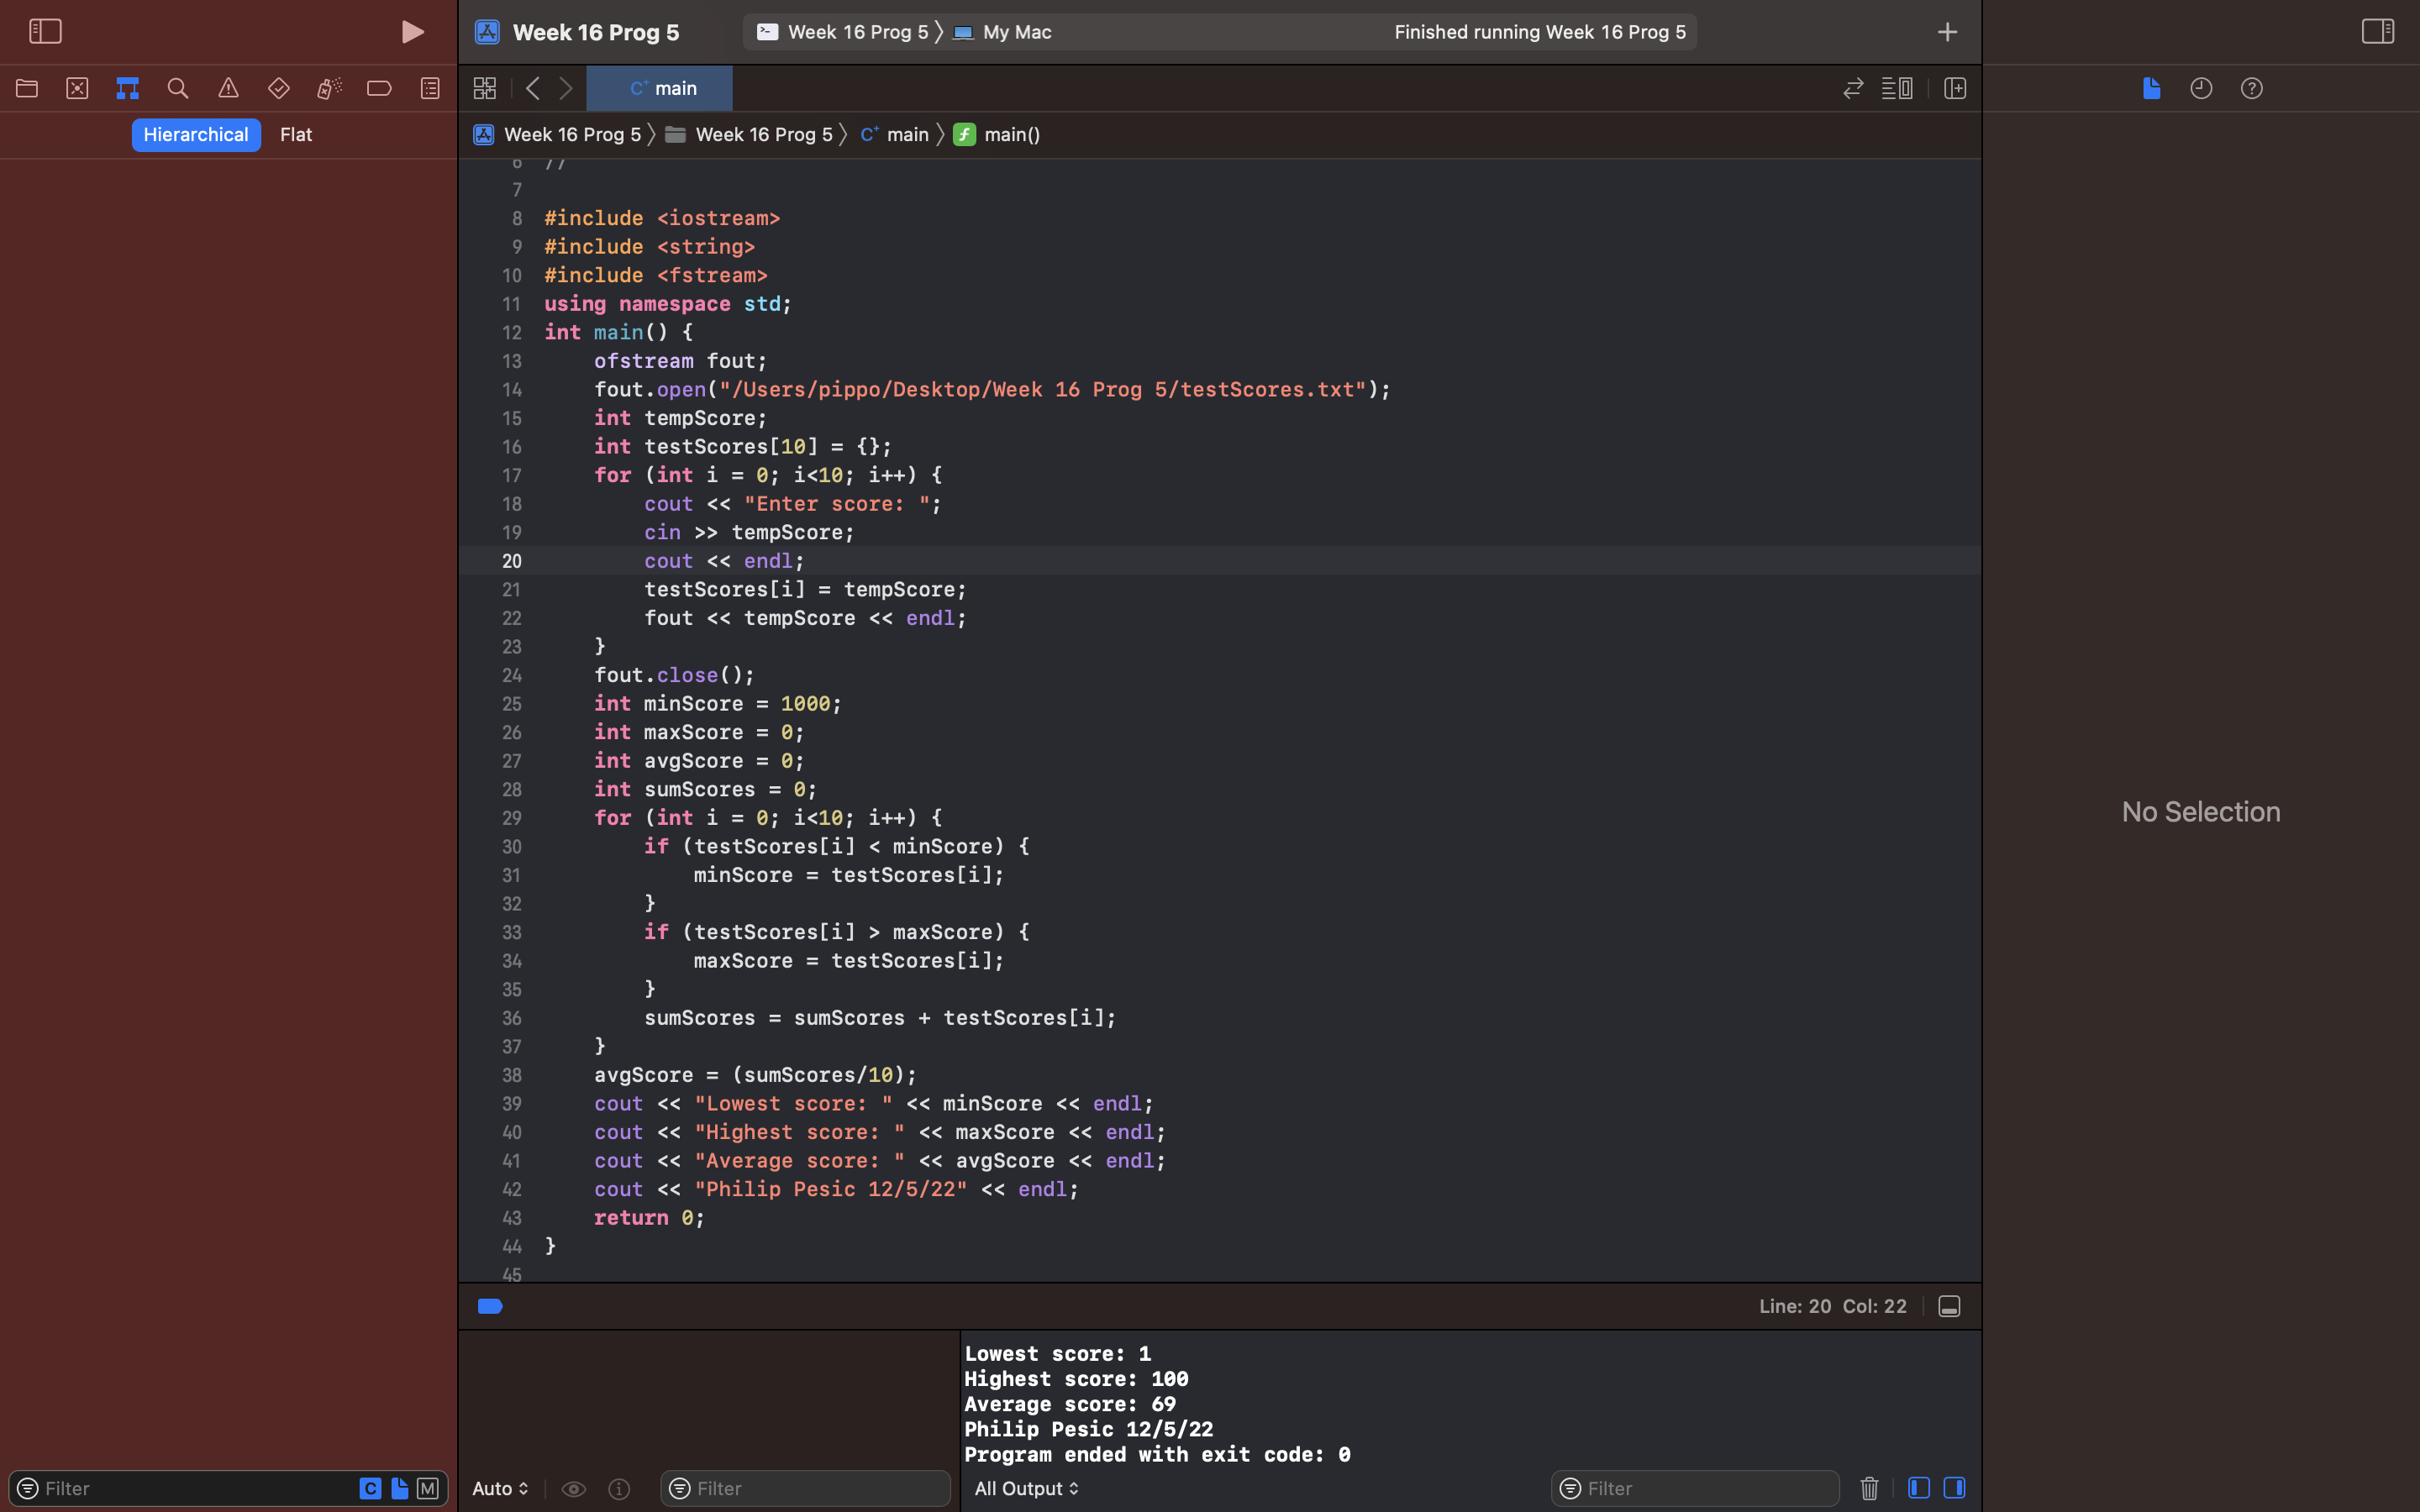 Week 16 Prog 5
Week 16 Prog 5 〉 My Mac
Finished running Week 16 Prog 5
main
Hierarchical
Flat
Week 16 Prog 5 〉 Week 16 Prog 5 〉 main 〉 main()
6 //
7
8 #include <iostream>
9 #include <string>
10 #include <fstream>
11 using namespace std;
12 int main() {
13     ofstream fout;
14     fout.open("/Users/pippo/Desktop/Week 16 Prog 5/testScores.txt");
15     int tempScore;
16     int testScores[10] = {};
17     for (int i = 0; i<10; i++) {
18         cout << "Enter score: ";
19         cin >> tempScore;
20         cout << endl;
21         testScores[i] = tempScore;
22         fout << tempScore << endl;
23     }
24     fout.close();
25     int minScore = 1000;
26     int maxScore = 0;
27     int avgScore = 0;
28     int sumScores = 0;
29     for (int i = 0; i<10; i++) {
30         if (testScores[i] < minScore) {
31             minScore = testScores[i];
32         }
33         if (testScores[i] > maxScore) {
34             maxScore = testScores[i];
35         }
36         sumScores = sumScores + testScores[i];
37     }
38     avgScore = (sumScores/10);
39     cout << "Lowest score: " << minScore << endl;
40     cout << "Highest score: " << maxScore << endl;
41     cout << "Average score: " << avgScore << endl;
42     cout << "Philip Pesic 12/5/22" << endl;
43     return 0;
44 }
45
No Selection
Line: 20 Col: 22
Lowest score: 1
Highest score: 100
Average score: 69
Philip Pesic 12/5/22
Program ended with exit code: 0
Filter
C
M
Auto
Filter
All Output
Filter